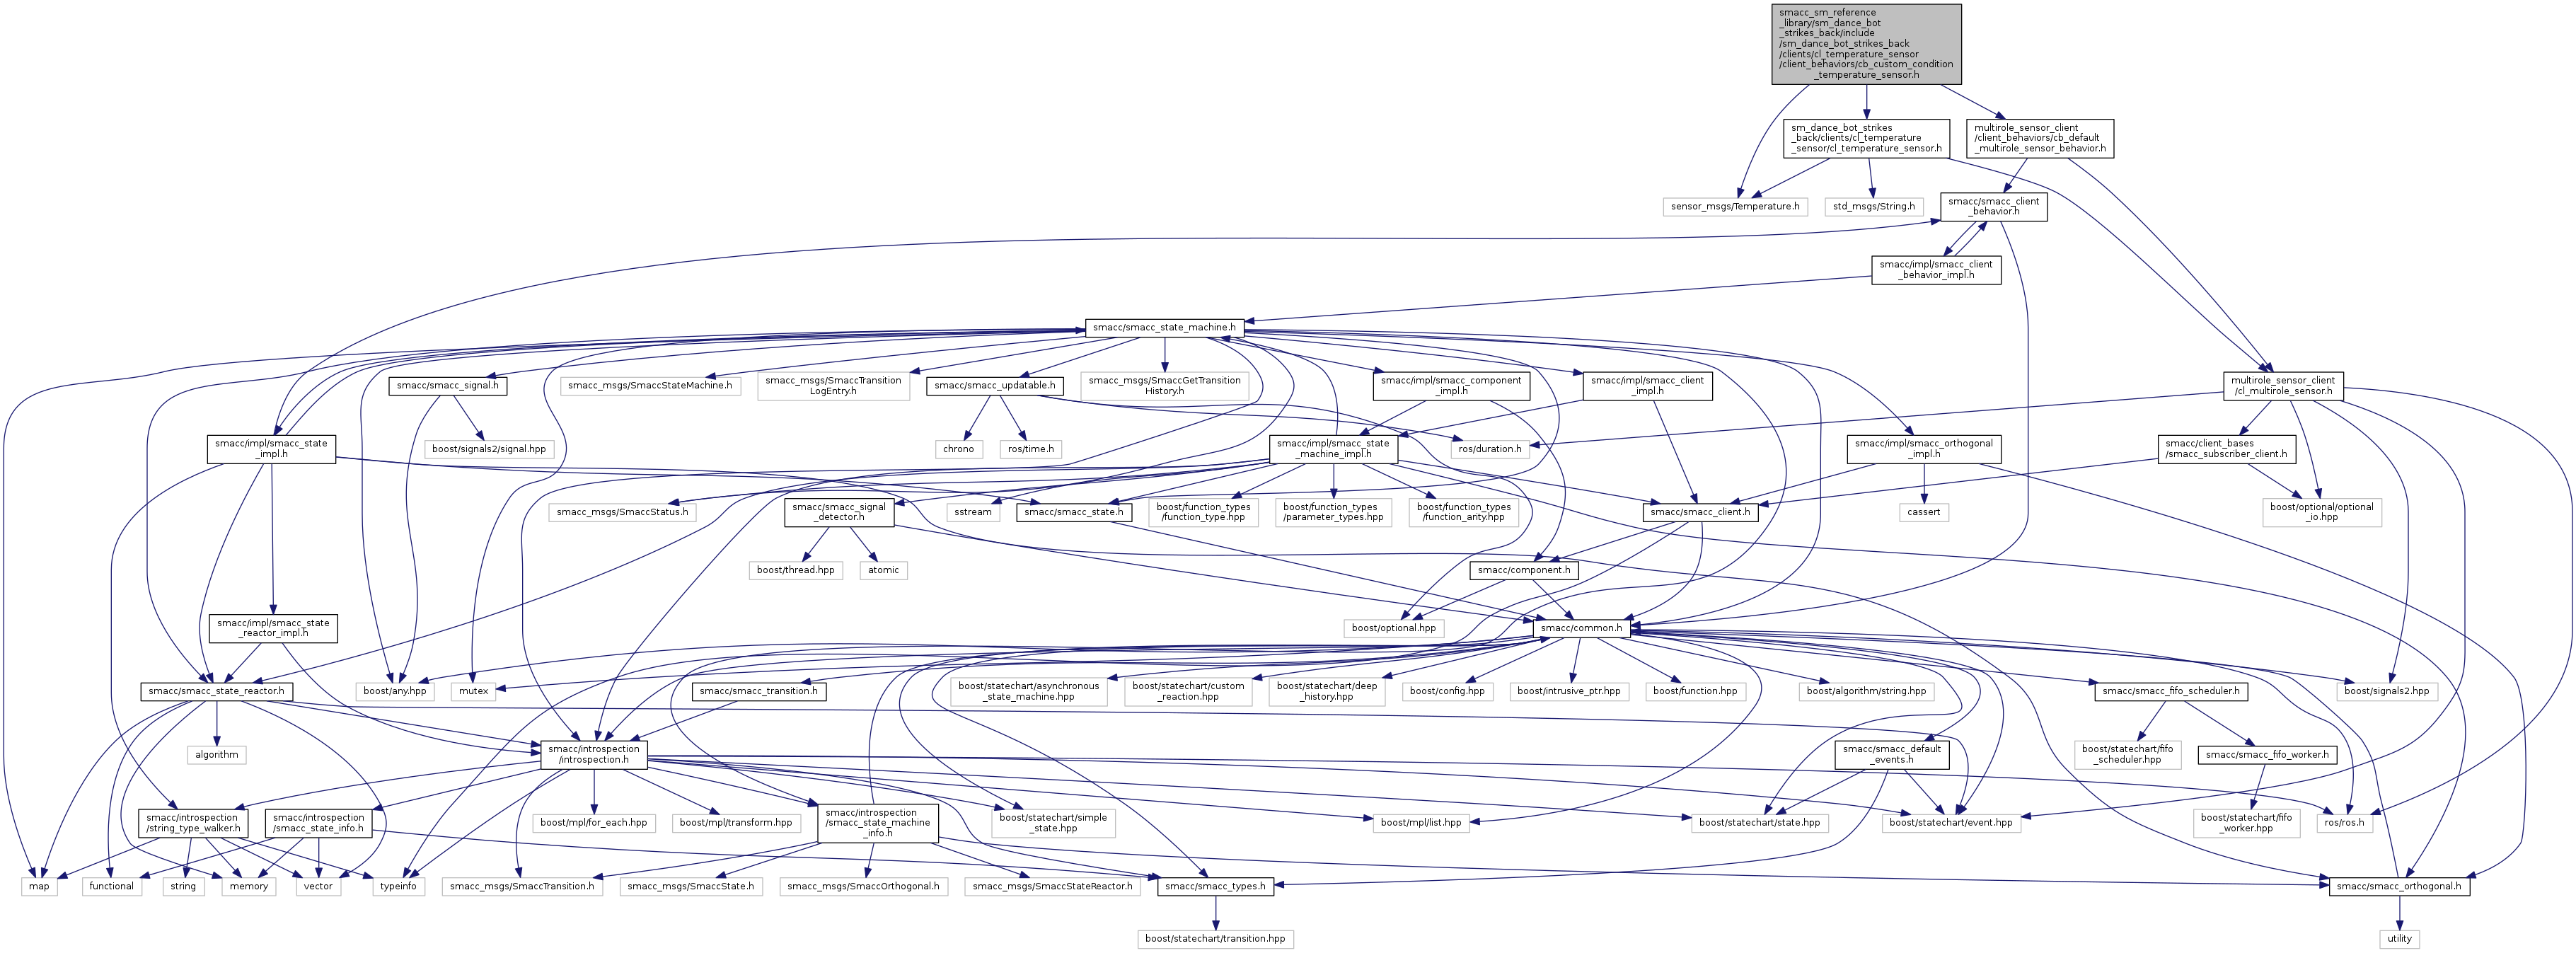 smacc_sm_reference
_library/sm_dance_bot
_strikes_back/include
/sm_dance_bot_strikes_back
/clients/cl_temperature_sensor
/client_behaviors/cb_custom_condition
_temperature_sensor.h
sm_dance_bot_strikes
_back/clients/cl_temperature
_sensor/cl_temperature_sensor.h
multirole_sensor_client
/client_behaviors/cb_default
_multirole_sensor_behavior.h
sensor_msgs/Temperature.h
std_msgs/String.h
smacc/smacc_client
_behavior.h
smacc/impl/smacc_client
_behavior_impl.h
smacc/smacc_state_machine.h
smacc/smacc_signal.h
smacc_msgs/SmaccStateMachine.h
smacc_msgs/SmaccTransition
LogEntry.h
smacc/smacc_updatable.h
smacc_msgs/SmaccGetTransition
History.h
smacc/impl/smacc_component
_impl.h
smacc/impl/smacc_client
_impl.h
multirole_sensor_client
/cl_multirole_sensor.h
smacc/impl/smacc_state
_impl.h
boost/signals2/signal.hpp
chrono
ros/time.h
smacc/impl/smacc_state
_machine_impl.h
ros/duration.h
smacc/impl/smacc_orthogonal
_impl.h
smacc/client_bases
/smacc_subscriber_client.h
smacc_msgs/SmaccStatus.h
smacc/smacc_signal
_detector.h
sstream
smacc/smacc_state.h
boost/function_types
/function_type.hpp
boost/function_types
/parameter_types.hpp
boost/function_types
/function_arity.hpp
smacc/smacc_client.h
cassert
boost/optional/optional
_io.hpp
boost/thread.hpp
atomic
smacc/component.h
smacc/impl/smacc_state
_reactor_impl.h
boost/optional.hpp
smacc/common.h
smacc/smacc_state_reactor.h
boost/any.hpp
mutex
smacc/smacc_transition.h
boost/statechart/asynchronous
_state_machine.hpp
boost/statechart/custom
_reaction.hpp
boost/statechart/deep
_history.hpp
boost/config.hpp
boost/intrusive_ptr.hpp
boost/function.hpp
boost/algorithm/string.hpp
smacc/smacc_fifo_scheduler.h
boost/signals2.hpp
algorithm
smacc/introspection
/introspection.h
smacc/smacc_default
_events.h
boost/statechart/fifo
_scheduler.hpp
smacc/smacc_fifo_worker.h
smacc/introspection
/string_type_walker.h
smacc/introspection
/smacc_state_info.h
boost/mpl/for_each.hpp
boost/mpl/transform.hpp
smacc/introspection
/smacc_state_machine
_info.h
boost/statechart/simple
_state.hpp
boost/mpl/list.hpp
boost/statechart/state.hpp
boost/statechart/event.hpp
boost/statechart/fifo
_worker.hpp
ros/ros.h
map
functional
string
memory
vector
typeinfo
smacc_msgs/SmaccTransition.h
smacc_msgs/SmaccState.h
smacc_msgs/SmaccOrthogonal.h
smacc_msgs/SmaccStateReactor.h
smacc/smacc_types.h
smacc/smacc_orthogonal.h
boost/statechart/transition.hpp
utility